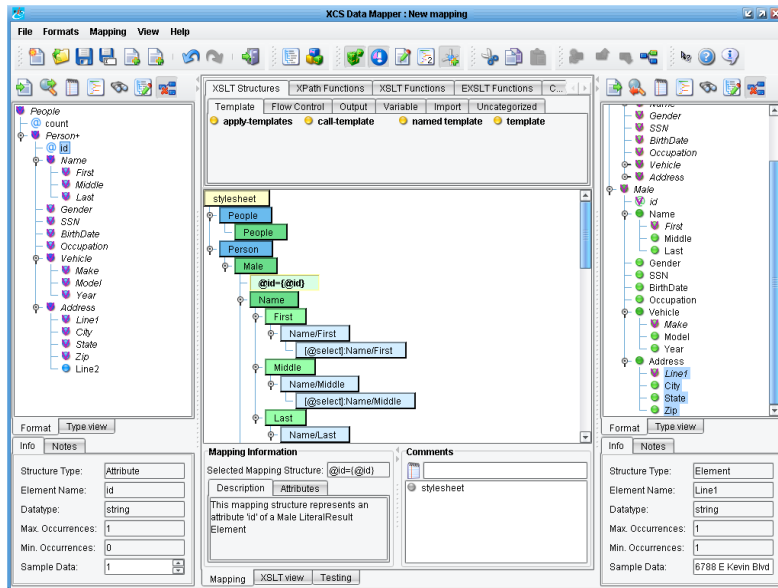 XCS Data Mapper : New mapping
File Formats Mapping View Help
People
@ count
Person+
@ id
Name
First
Middle
Last
Gender
SSN
BirthDate
Occupation
Vehicle
Make
Model
Year
Address
Line1
City
State
Zip
Line2
Format Type view
Info Notes
Structure Type: Attribute
Element Name: id
Datatype: string
Max. Occurrences: 1
Min. Occurrences: 0
Sample Data: 1
XSLT Structures XPath Functions XSLT Functions EXSLT Functions C...
Template Flow Control Output Variable Import Uncategorized
apply-templates call-template named template template
stylesheet
People
People
Person
Male
@id={@id}
Name
First
Name/First
[@select]:Name/First
Middle
Name/Middle
[@select]:Name/Middle
Last
Name/Last
Mapping Information
Selected Mapping Structure: @id={@id}
Description Attributes
This mapping structure represents an
attribute 'id' of a Male LiteralResult
Element
Comments
stylesheet
Mapping XSLT view Testing
Name
Gender
SSN
BirthDate
Occupation
Vehicle
Address
Male
id
Name
First
Middle
Last
Gender
SSN
BirthDate
Occupation
Vehicle
Make
Model
Year
Address
Line1
City
State
Zip
Format Type view
Info Notes
Structure Type: Element
Element Name: Line1
Datatype: string
Max. Occurrences: 1
Min. Occurrences: 1
Sample Data: 6788 E Kevin Blvd